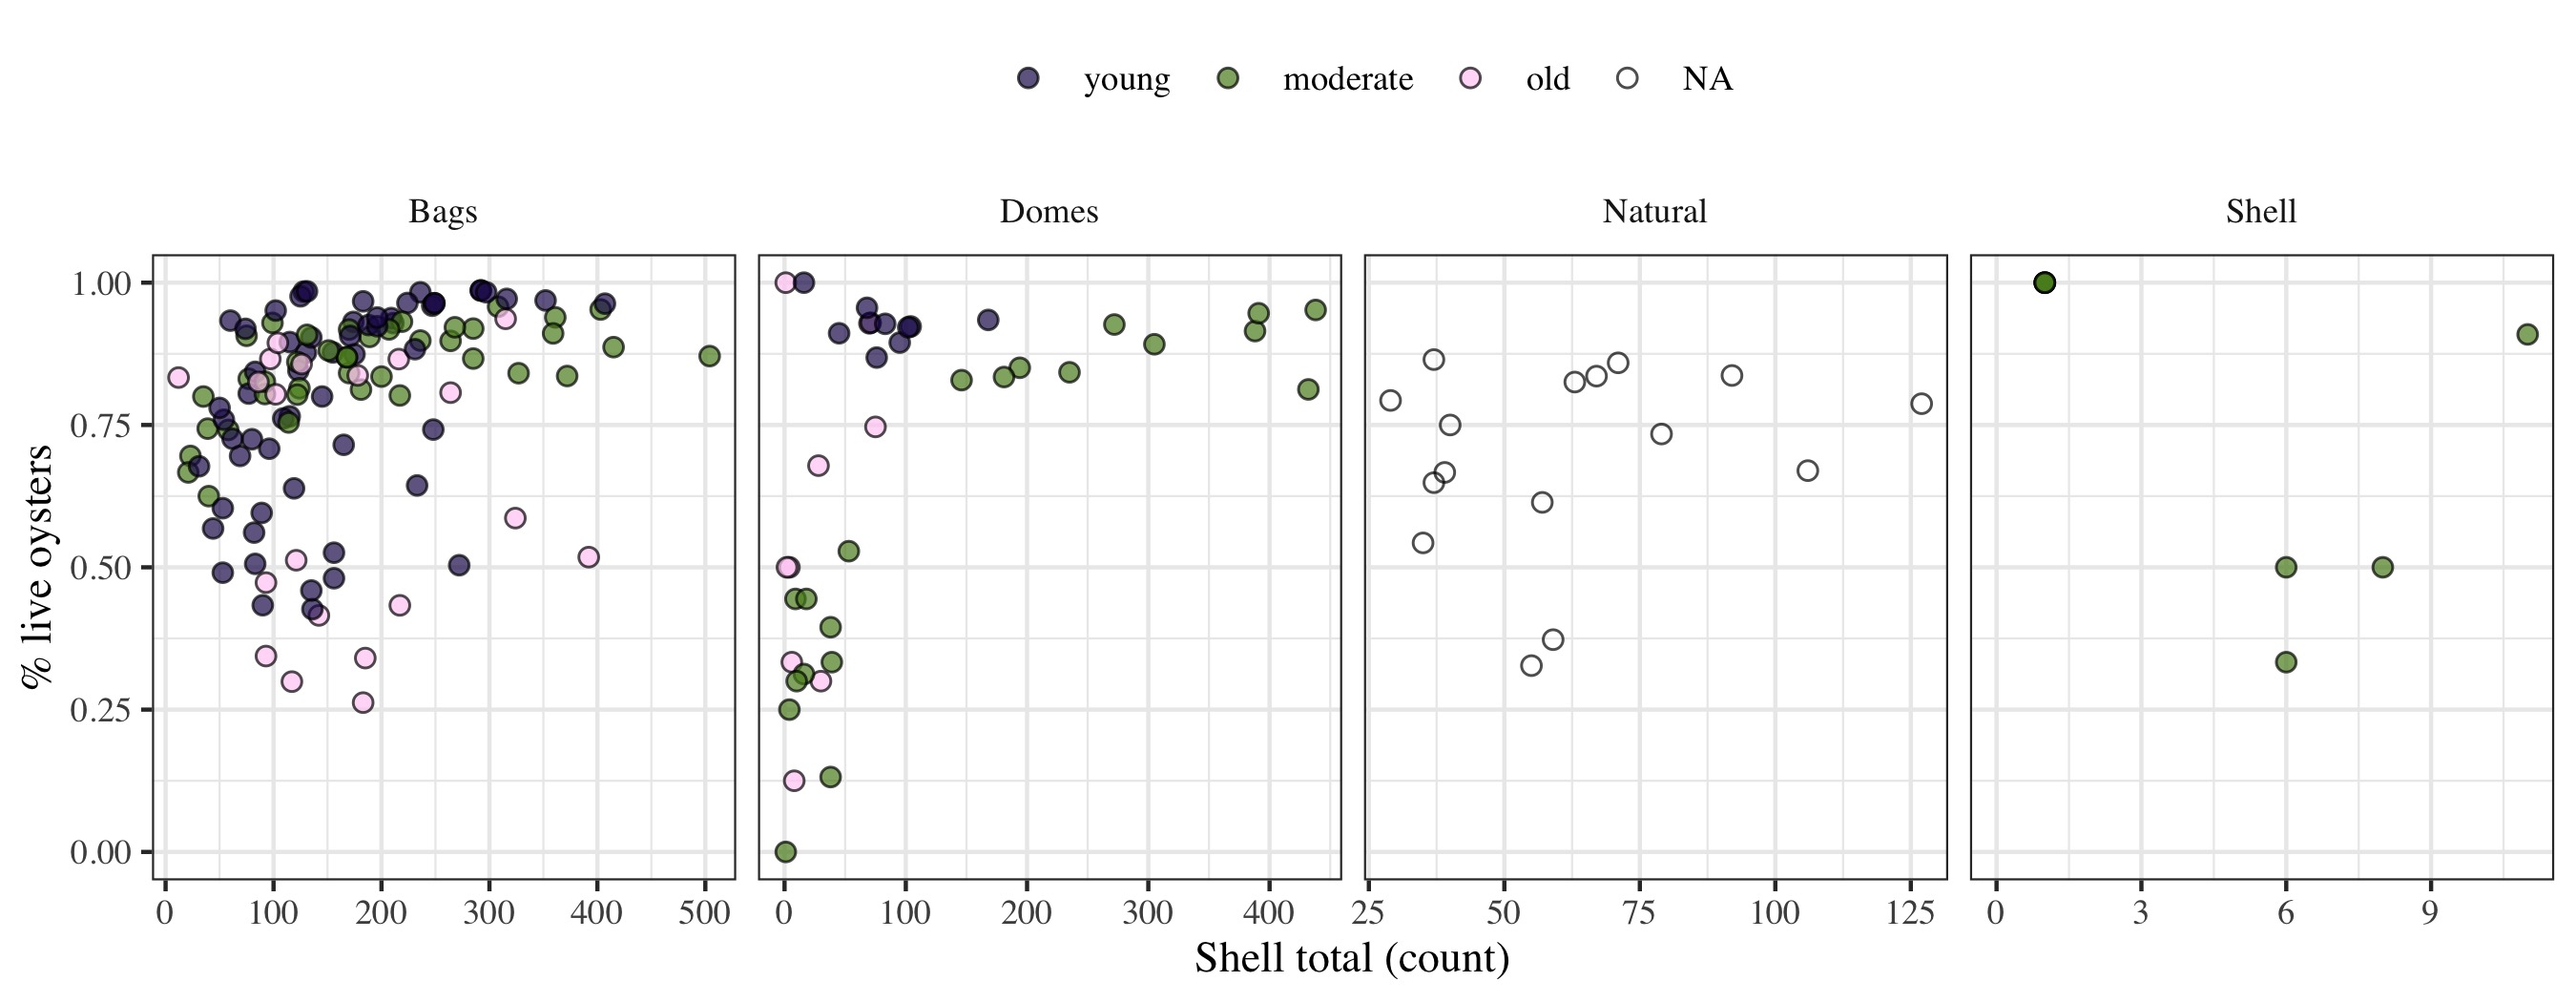 young moderate old NA
Bags Domes Natural Shell
% live oysters
1.00
0.75
0.50
0.25
0.00
0 100 200 300 400 500 0 100 200 300 400 25 50 75 100 125 0 3 6 9
Shell total (count)